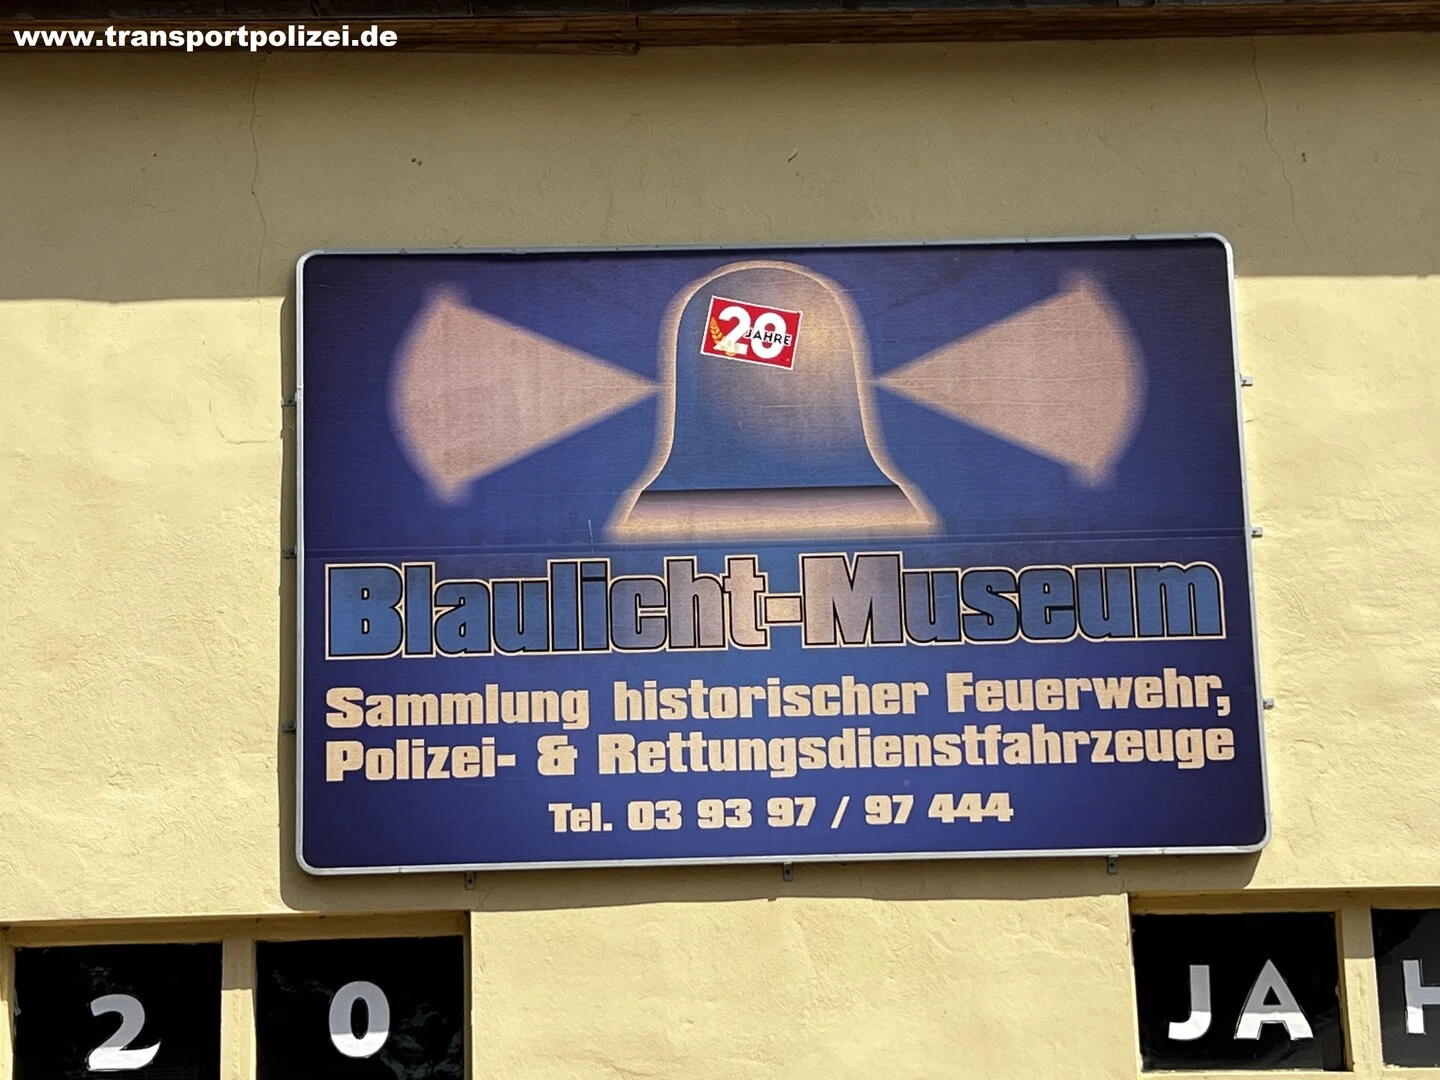 www.transportpolizei.de
20
JAHRE
Blaulicht-Museum
Sammlung historischer Feuerwehr,
Polizei- & Rettungsdienstfahrzeuge
Tel. 03 93 97 / 97 444
2 0 JAH